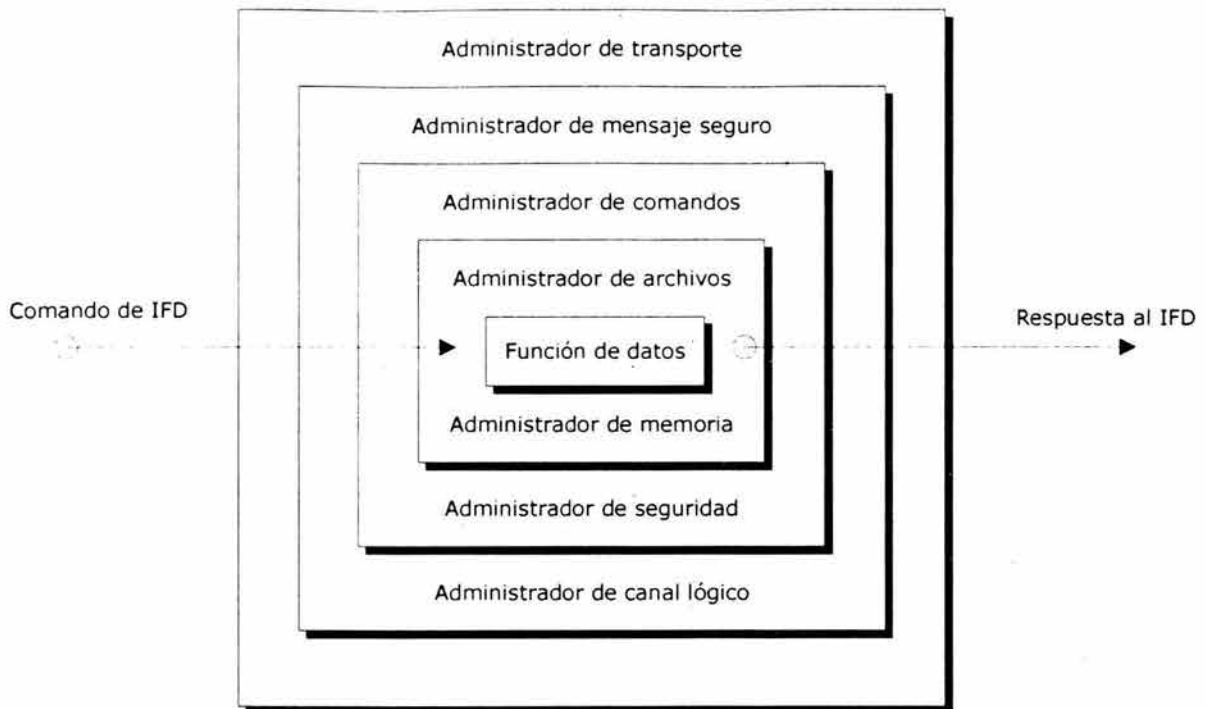 Administrador de transporte
Administrador de mensaje seguro
Administrador de comandos
Administrador de archivos
Comando de IFD
Respuesta al IFD
Función de datos
Administrador de memoria
Administrador de seguridad
Administrador de canal lógico